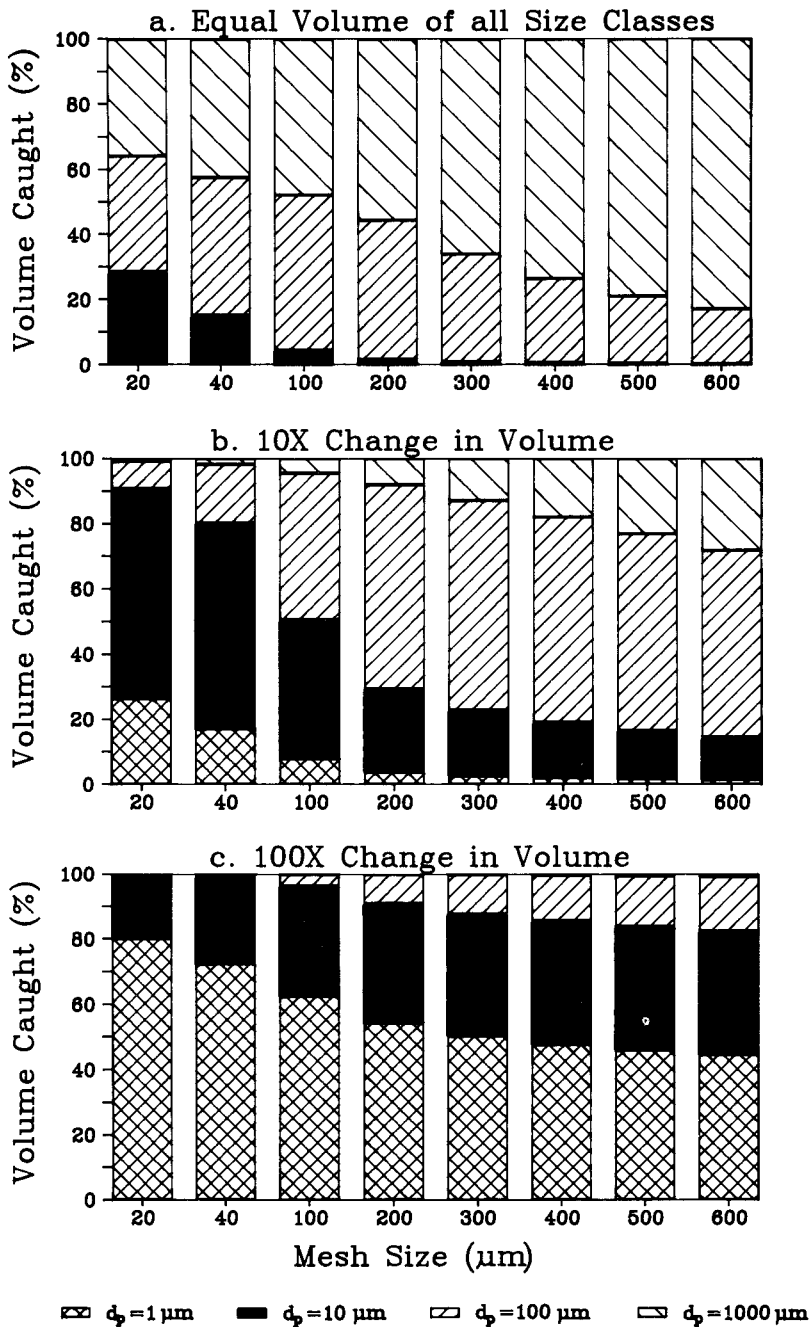 a. Equal Volume of all Size Classes
Volume Caught (%)
100
80
60
40
20
0
20 40 100 200 300 400 500 600
b. 10X Change in Volume
Volume Caught (%)
100
80
60
40
20
0
20 40 100 200 300 400 500 600
c. 100X Change in Volume
Volume Caught (%)
100
80
60
40
20
0
20 40 100 200 300 400 500 600
Mesh Size (μm)
dₚ=1 μm dₚ=10 μm dₚ=100 μm dₚ=1000 μm